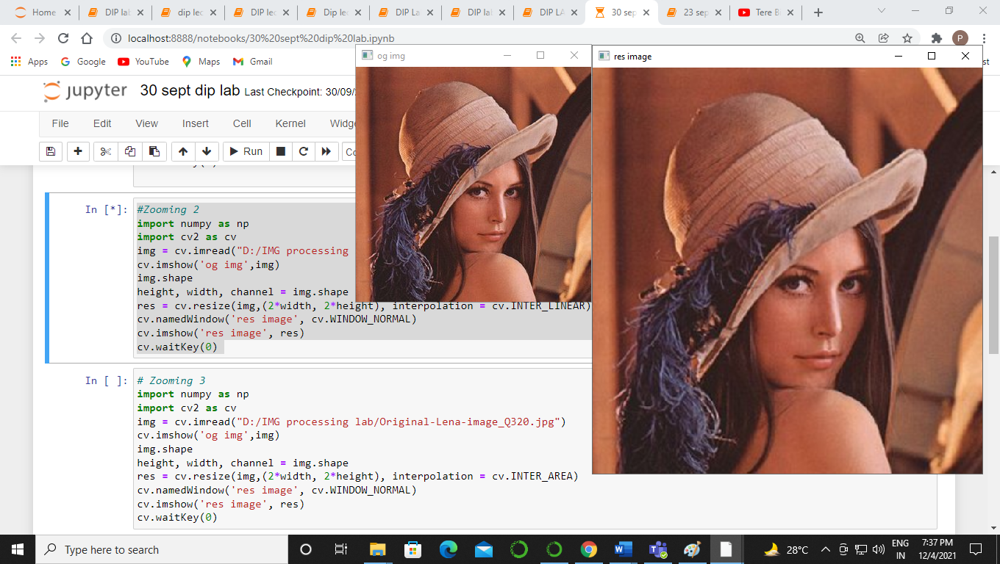 Home
DIP lal
dip lec
DIP lec
Dip lec
DIP La
DIP lal
DIP LA
30 sep
23 sep
Tere Bi
localhost:8888/notebooks/30%20sept%20dip%20lab.ipynb
P
Apps Google YouTube Maps Gmail
og img
res image
st
jupyter 30 sept dip lab Last Checkpoint: 30/09/
File Edit View Insert Cell Kernel Widg
Run
Co
In [*]:
#Zooming 2
import numpy as np
import cv2 as cv
img = cv.imread("D:/IMG processing
cv.imshow('og img',img)
img.shape
height, width, channel = img.shape
res = cv.resize(img,(2*width, 2*height), interpolation = cv.INTER_LINEAR)
cv.namedWindow('res image', cv.WINDOW_NORMAL)
cv.imshow('res image', res)
cv.waitKey(0)
In [ ]:
# Zooming 3
import numpy as np
import cv2 as cv
img = cv.imread("D:/IMG processing lab/Original-Lena-image_Q320.jpg")
cv.imshow('og img',img)
img.shape
height, width, channel = img.shape
res = cv.resize(img,(2*width, 2*height), interpolation = cv.INTER_AREA)
cv.namedWindow('res image', cv.WINDOW_NORMAL)
cv.imshow('res image', res)
cv.waitKey(0)
Type here to search
28°C
ENG
IN
7:37 PM
12/4/2021